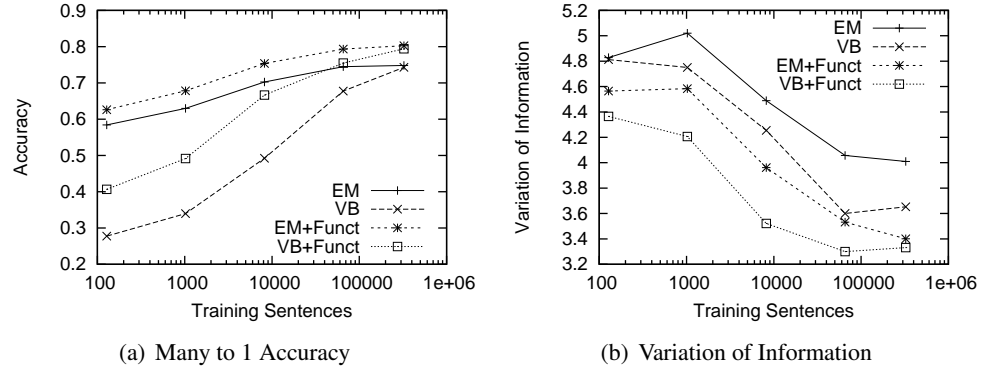 0.9
0.8
0.7
0.6
0.5
0.4
0.3
0.2
Accuracy
100 1000 10000 100000 1e+06
Training Sentences
EM
VB
EM+Funct
VB+Funct
(a) Many to 1 Accuracy
5.2
5
4.8
4.6
4.4
4.2
4
3.8
3.6
3.4
3.2
Variation of Information
100 1000 10000 100000 1e+06
Training Sentences
EM
VB
EM+Funct
VB+Funct
(b) Variation of Information